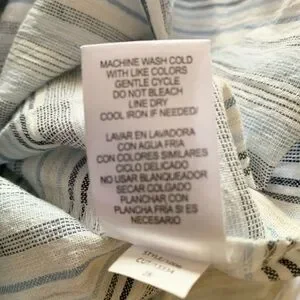 MACHINE WASH COLD
WITH LIKE COLORS
GENTLE CYCLE
DO NOT BLEACH
LINE DRY
COOL IRON IF NEEDED/
LAVAR EN LAVADORA
CON AGUA FRIA
CON COLORES SIMILARES
CICLO DELICADO
NO USAR BLANQUEADOR
SECAR COLGADO
PLANCHAR CON
PLANCHA FRIA SI ES
NECESARIO